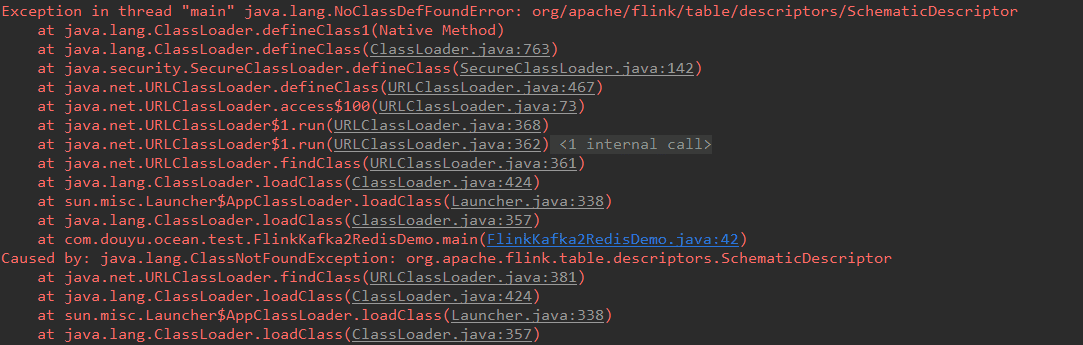 Exception in thread "main" java.lang.NoClassDefFoundError: org/apache/flink/table/descriptors/SchematicDescriptor
at java.lang.ClassLoader.defineClass1(Native Method)
at java.lang.ClassLoader.defineClass(ClassLoader.java:763)
at java.security.SecureClassLoader.defineClass(SecureClassLoader.java:142)
at java.net.URLClassLoader.defineClass(URLClassLoader.java:467)
at java.net.URLClassLoader.access$100(URLClassLoader.java:73)
at java.net.URLClassLoader$1.run(URLClassLoader.java:368)
at java.net.URLClassLoader$1.run(URLClassLoader.java:362) <1 internal call>
at java.net.URLClassLoader.findClass(URLClassLoader.java:361)
at java.lang.ClassLoader.loadClass(ClassLoader.java:424)
at sun.misc.Launcher$AppClassLoader.loadClass(Launcher.java:338)
at java.lang.ClassLoader.loadClass(ClassLoader.java:357)
at com.douyu.ocean.test.FlinkKafka2RedisDemo.main(FlinkKafka2RedisDemo.java:42)
Caused by: java.lang.ClassNotFoundException: org.apache.flink.table.descriptors.SchematicDescriptor
at java.net.URLClassLoader.findClass(URLClassLoader.java:381)
at java.lang.ClassLoader.loadClass(ClassLoader.java:424)
at sun.misc.Launcher$AppClassLoader.loadClass(Launcher.java:338)
at java.lang.ClassLoader.loadClass(ClassLoader.java:357)